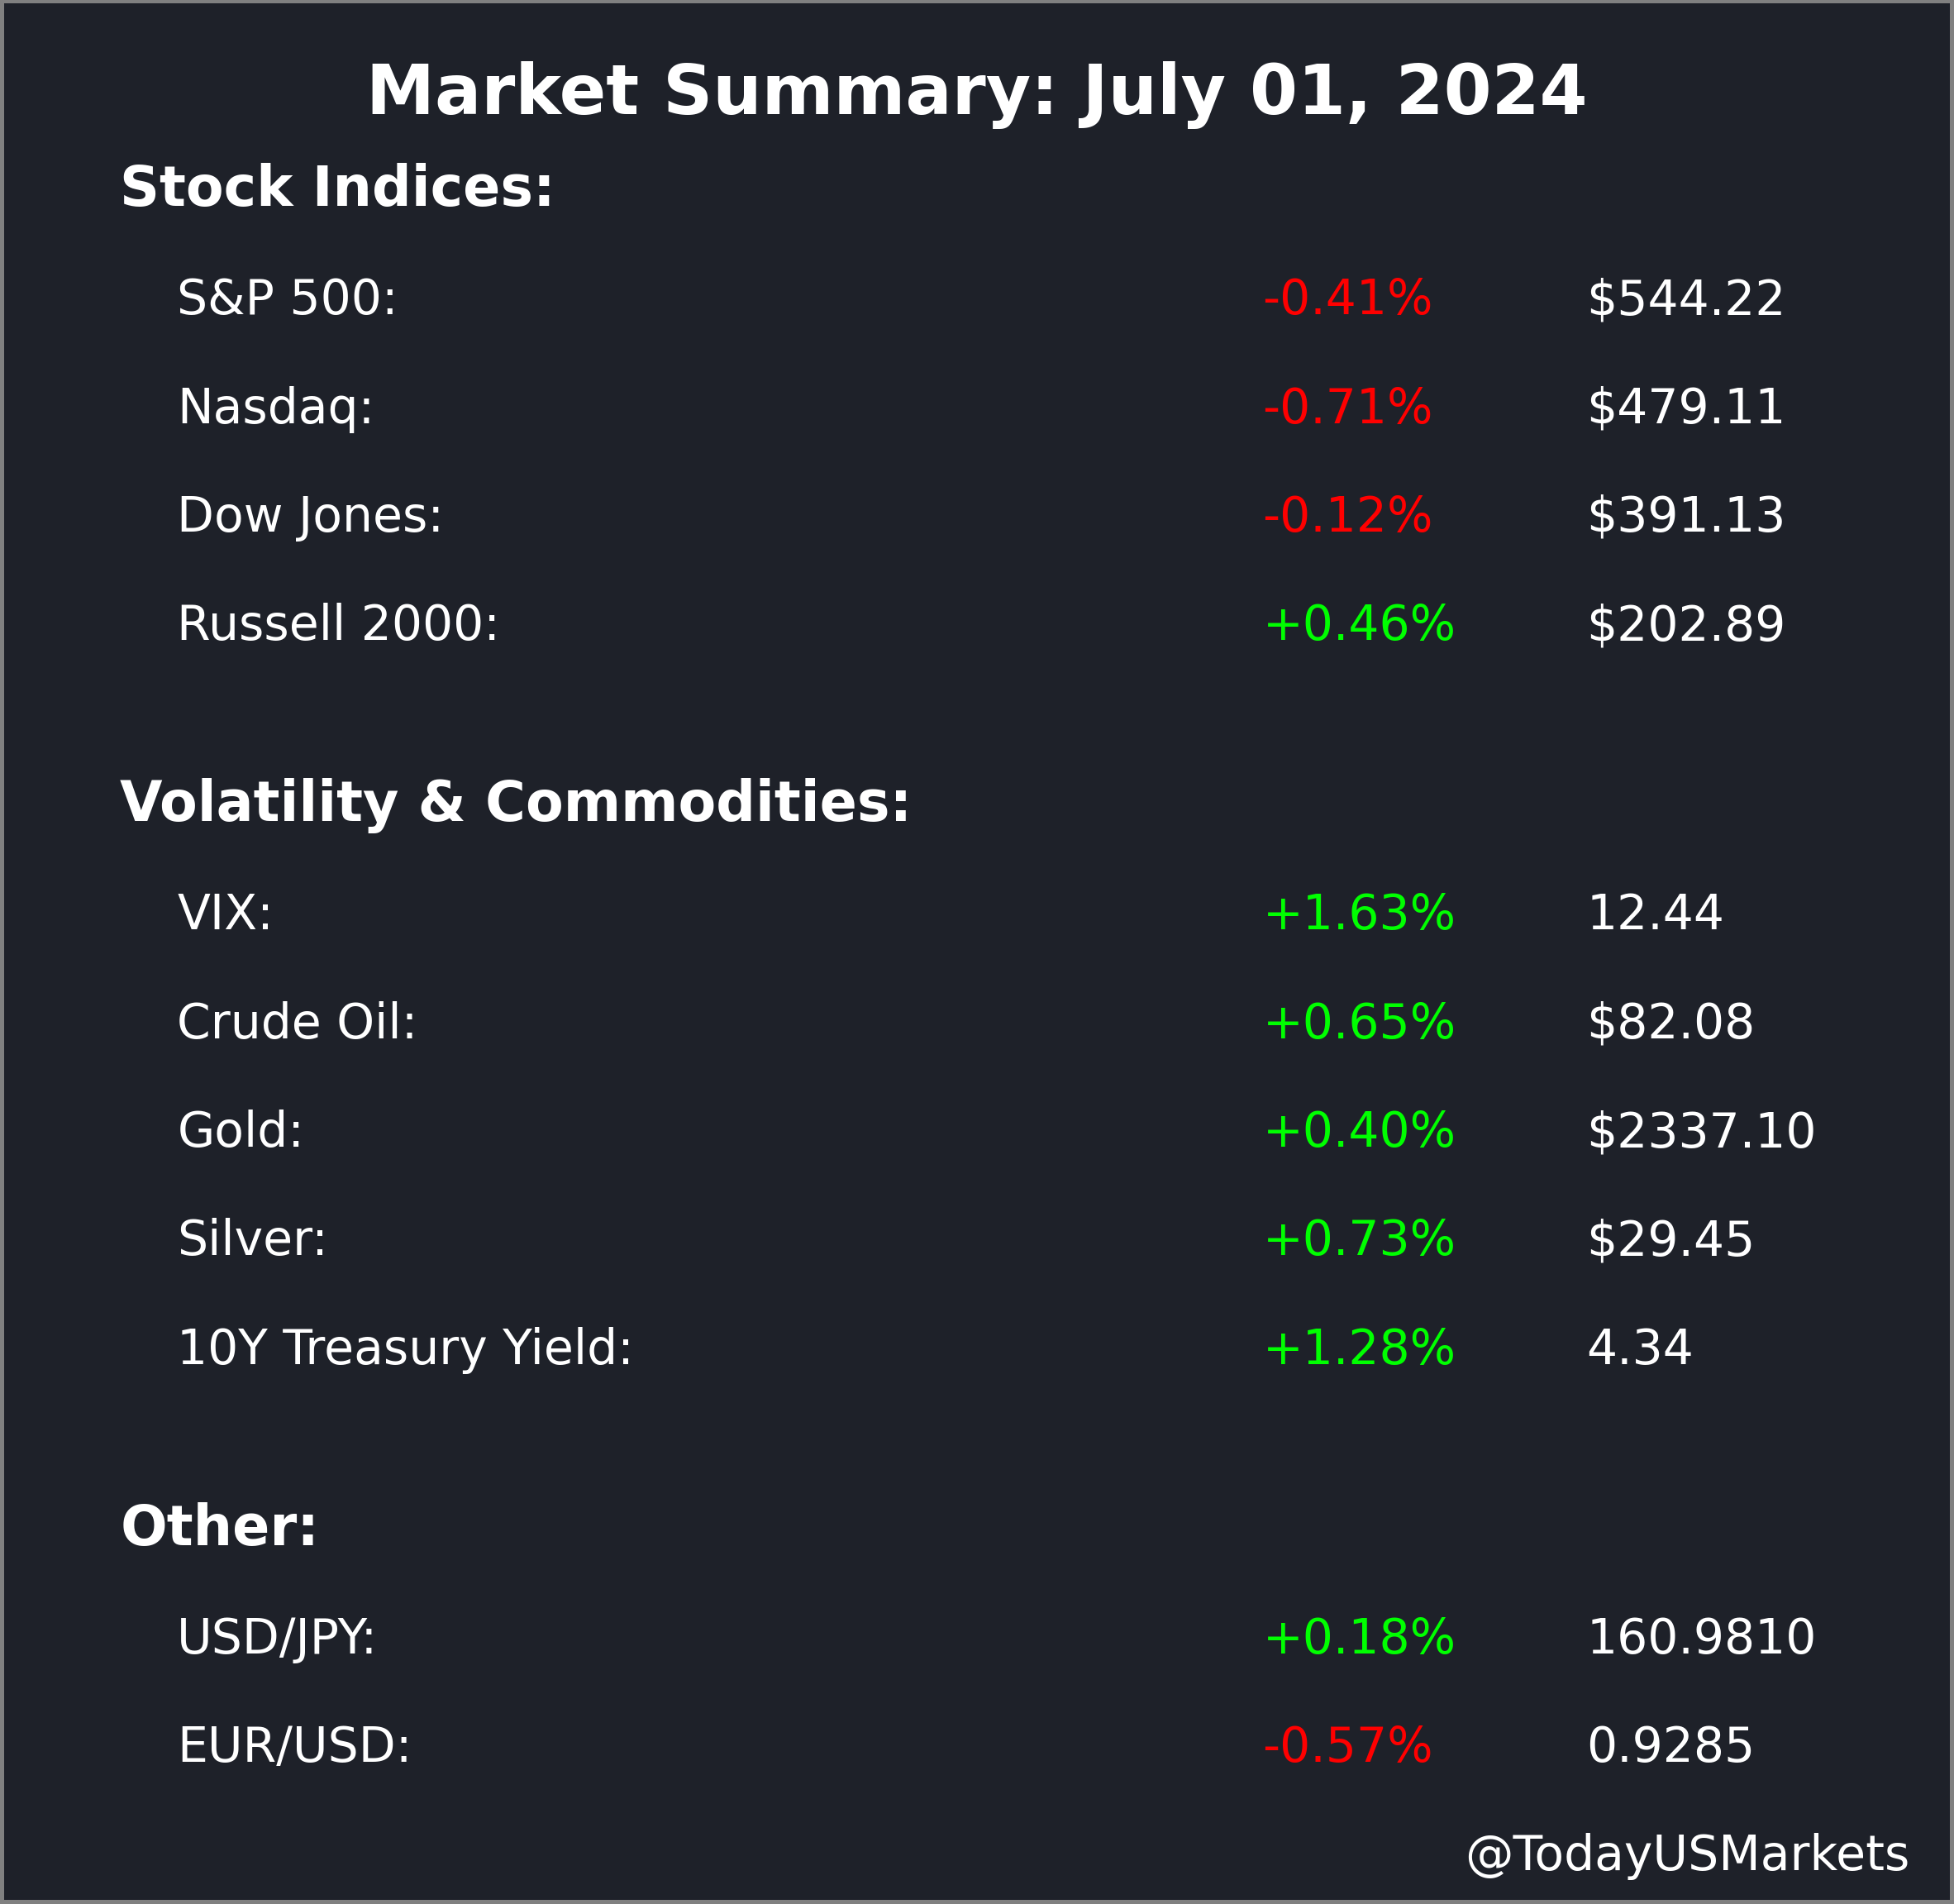 Market Summary: July 01, 2024
Stock Indices:
S&P 500: -0.41% $544.22
Nasdaq: -0.71% $479.11
Dow Jones: -0.12% $391.13
Russell 2000: +0.46% $202.89
Volatility & Commodities:
VIX: +1.63% 12.44
Crude Oil: +0.65% $82.08
Gold: +0.40% $2337.10
Silver: +0.73% $29.45
10Y Treasury Yield: +1.28% 4.34
Other:
USD/JPY: +0.18% 160.9810
EUR/USD: -0.57% 0.9285
@TodayUSMarkets